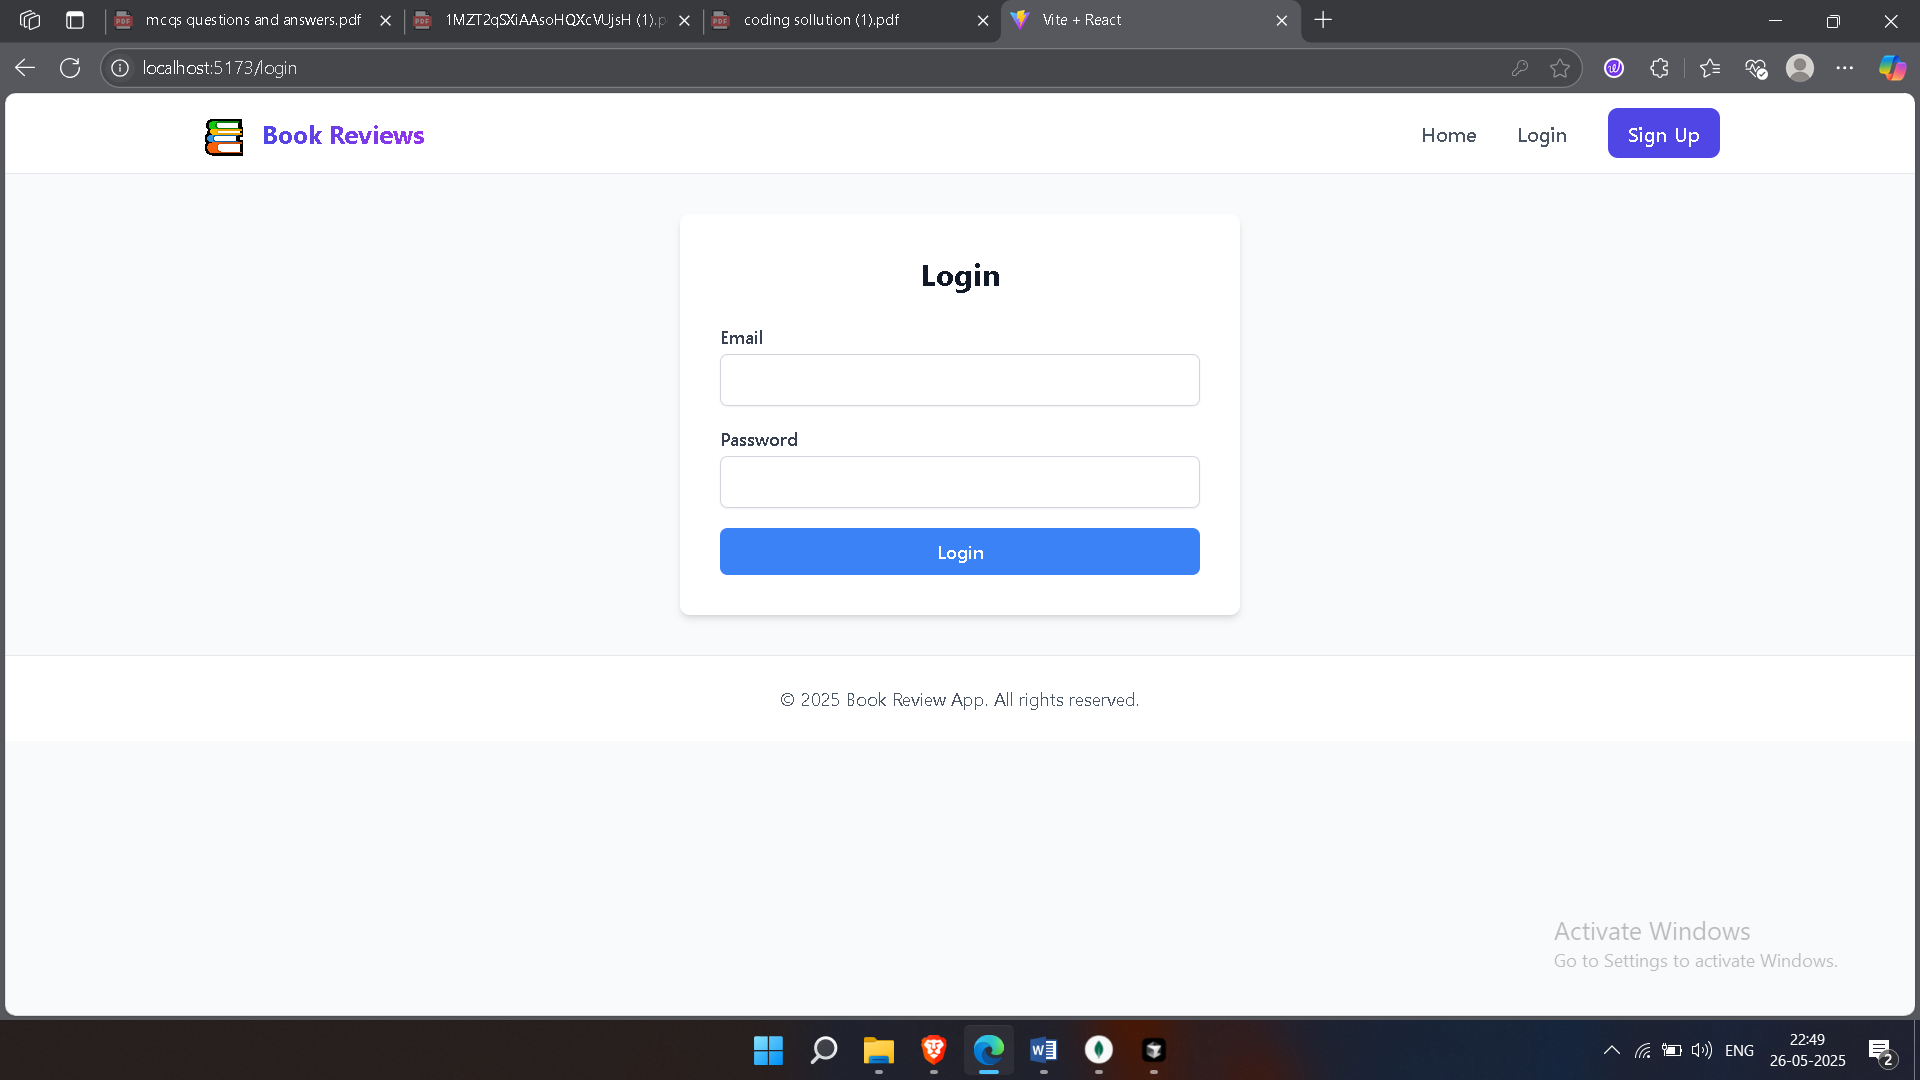 mcqs questions and answers.pdf
1MZT2qSXiAAsoHQXcVUjsH (1).p
coding sollution (1).pdf
Vite + React
localhost:5173/login
Book Reviews
Home
Login
Sign Up
Login
Email
Password
Login
© 2025 Book Review App. All rights reserved.
Activate Windows
Go to Settings to activate Windows.
ENG
22:49
26-05-2025
2